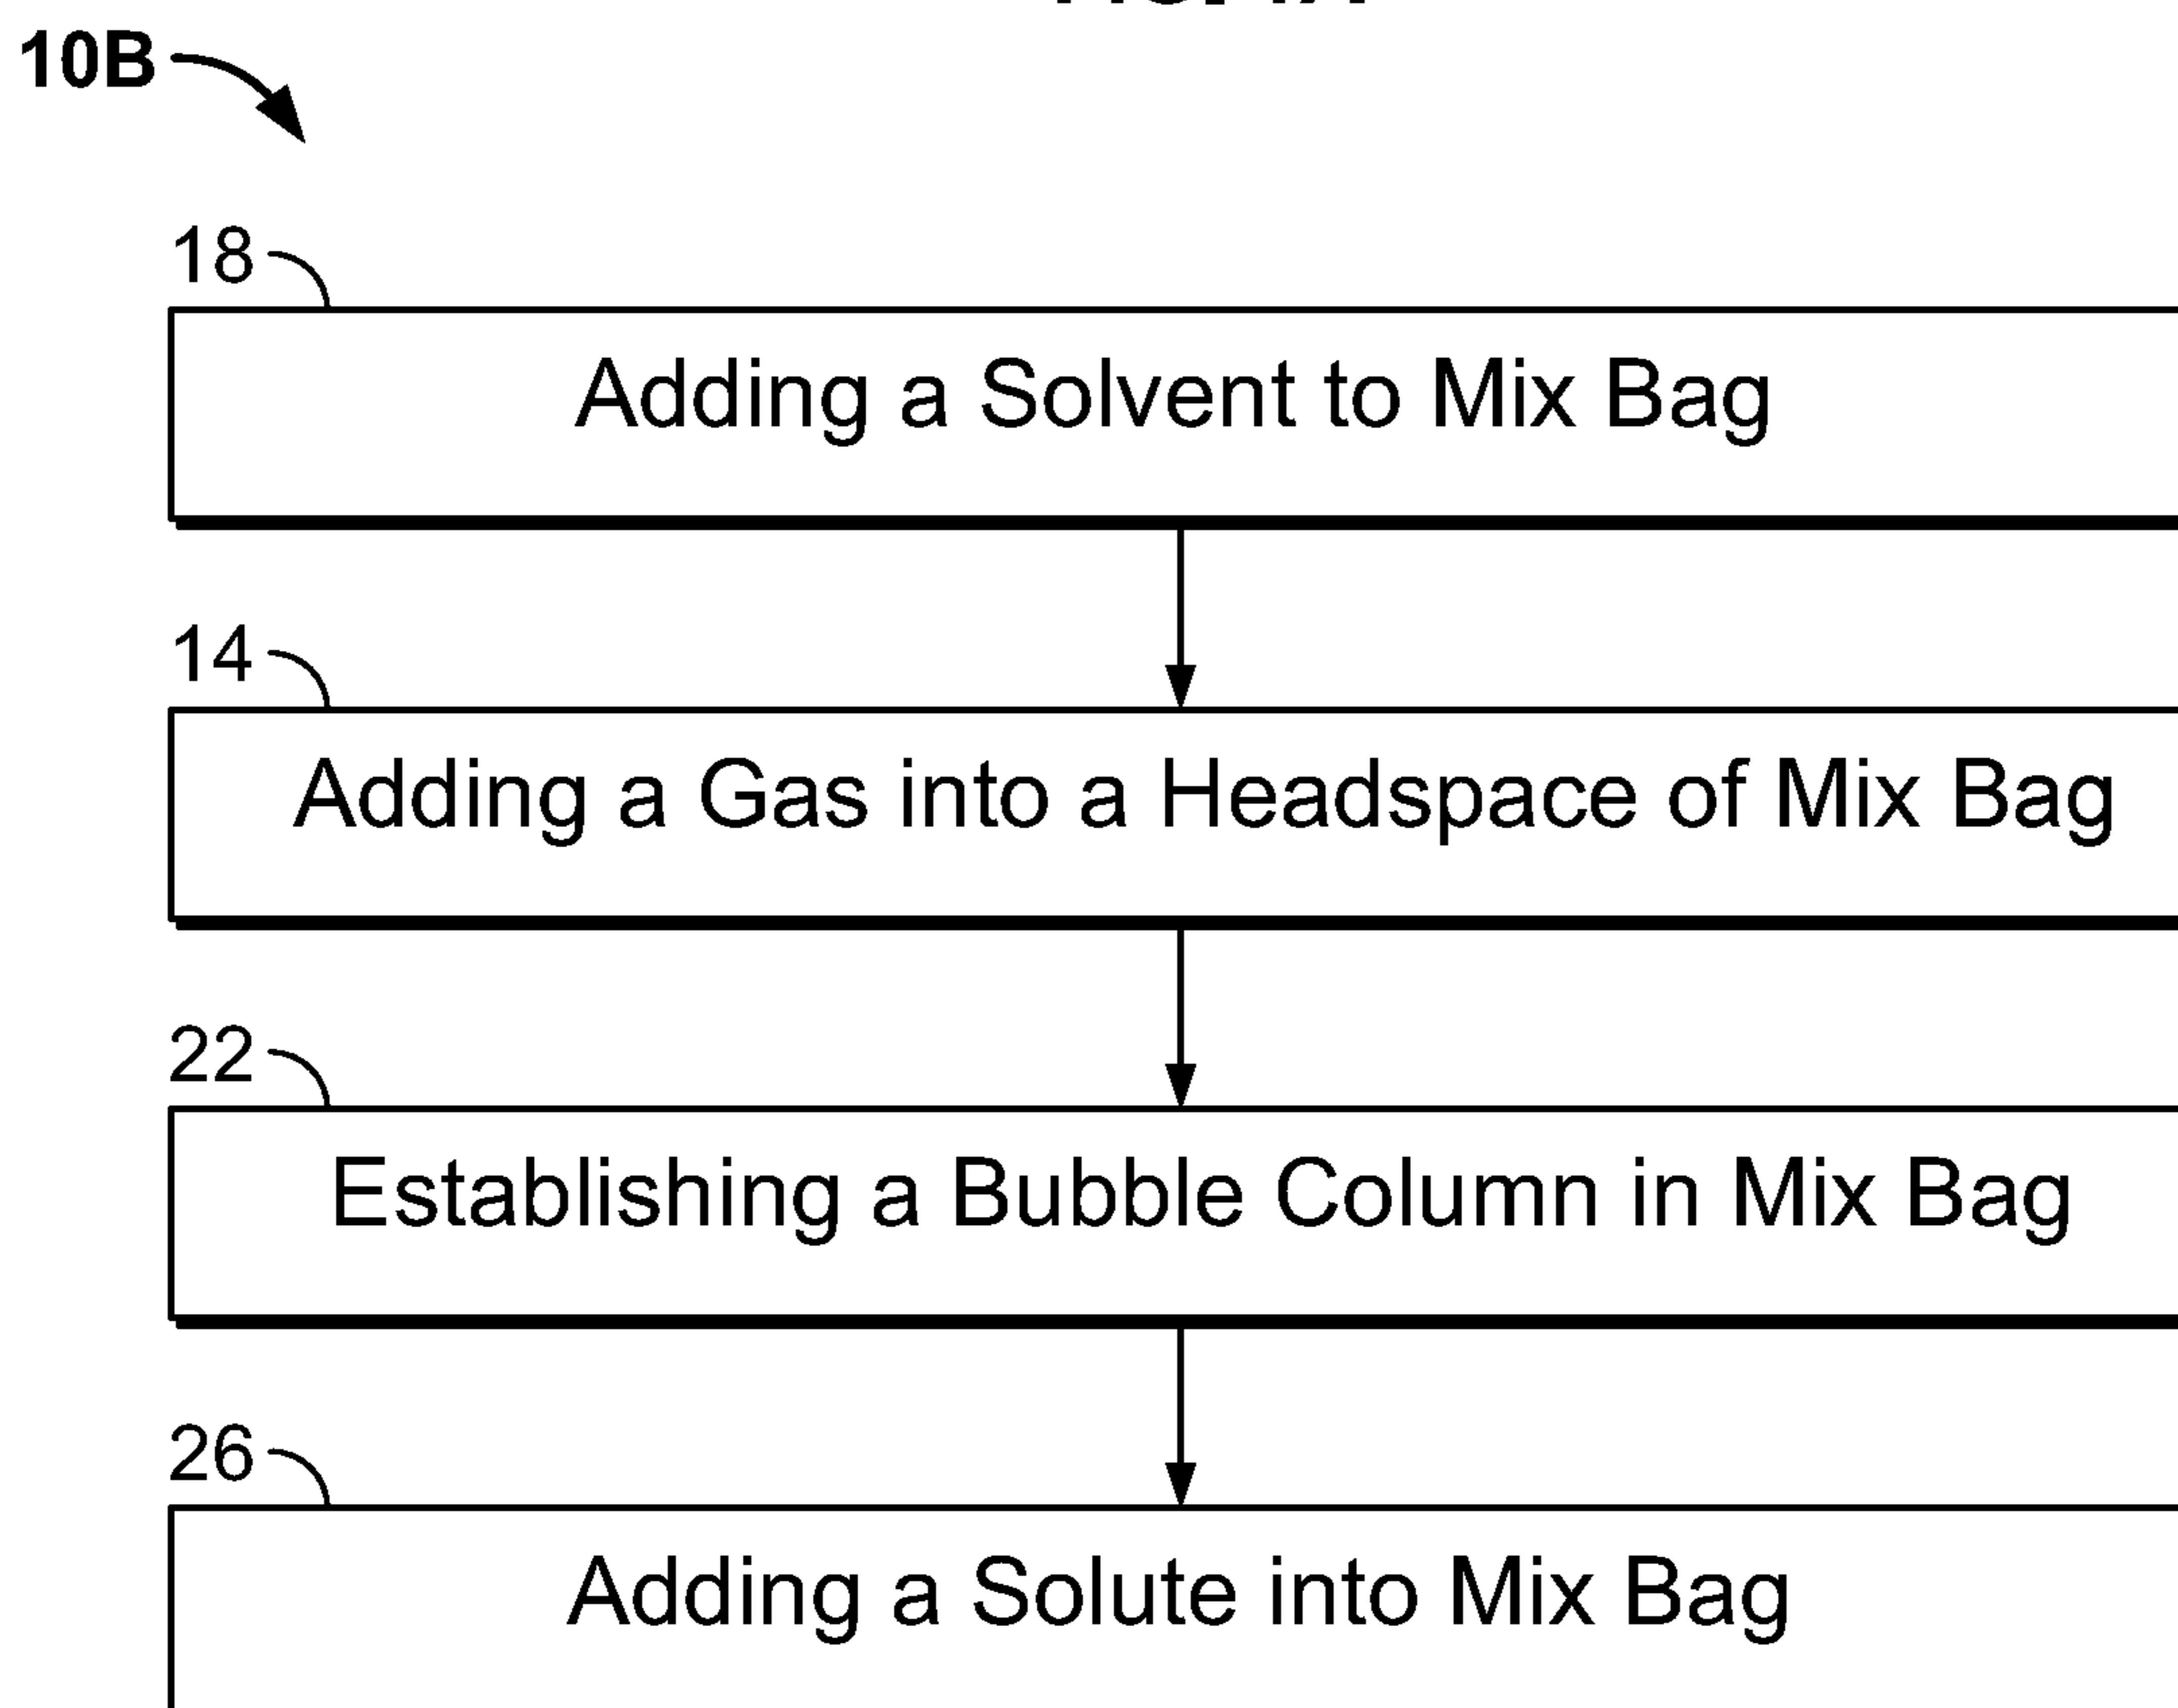 10B
18
Adding a Solvent to Mix Bag
14
Adding a Gas into a Headspace of Mix Bag
22
Establishing a Bubble Column in Mix Bag
26
Adding a Solute into Mix Bag